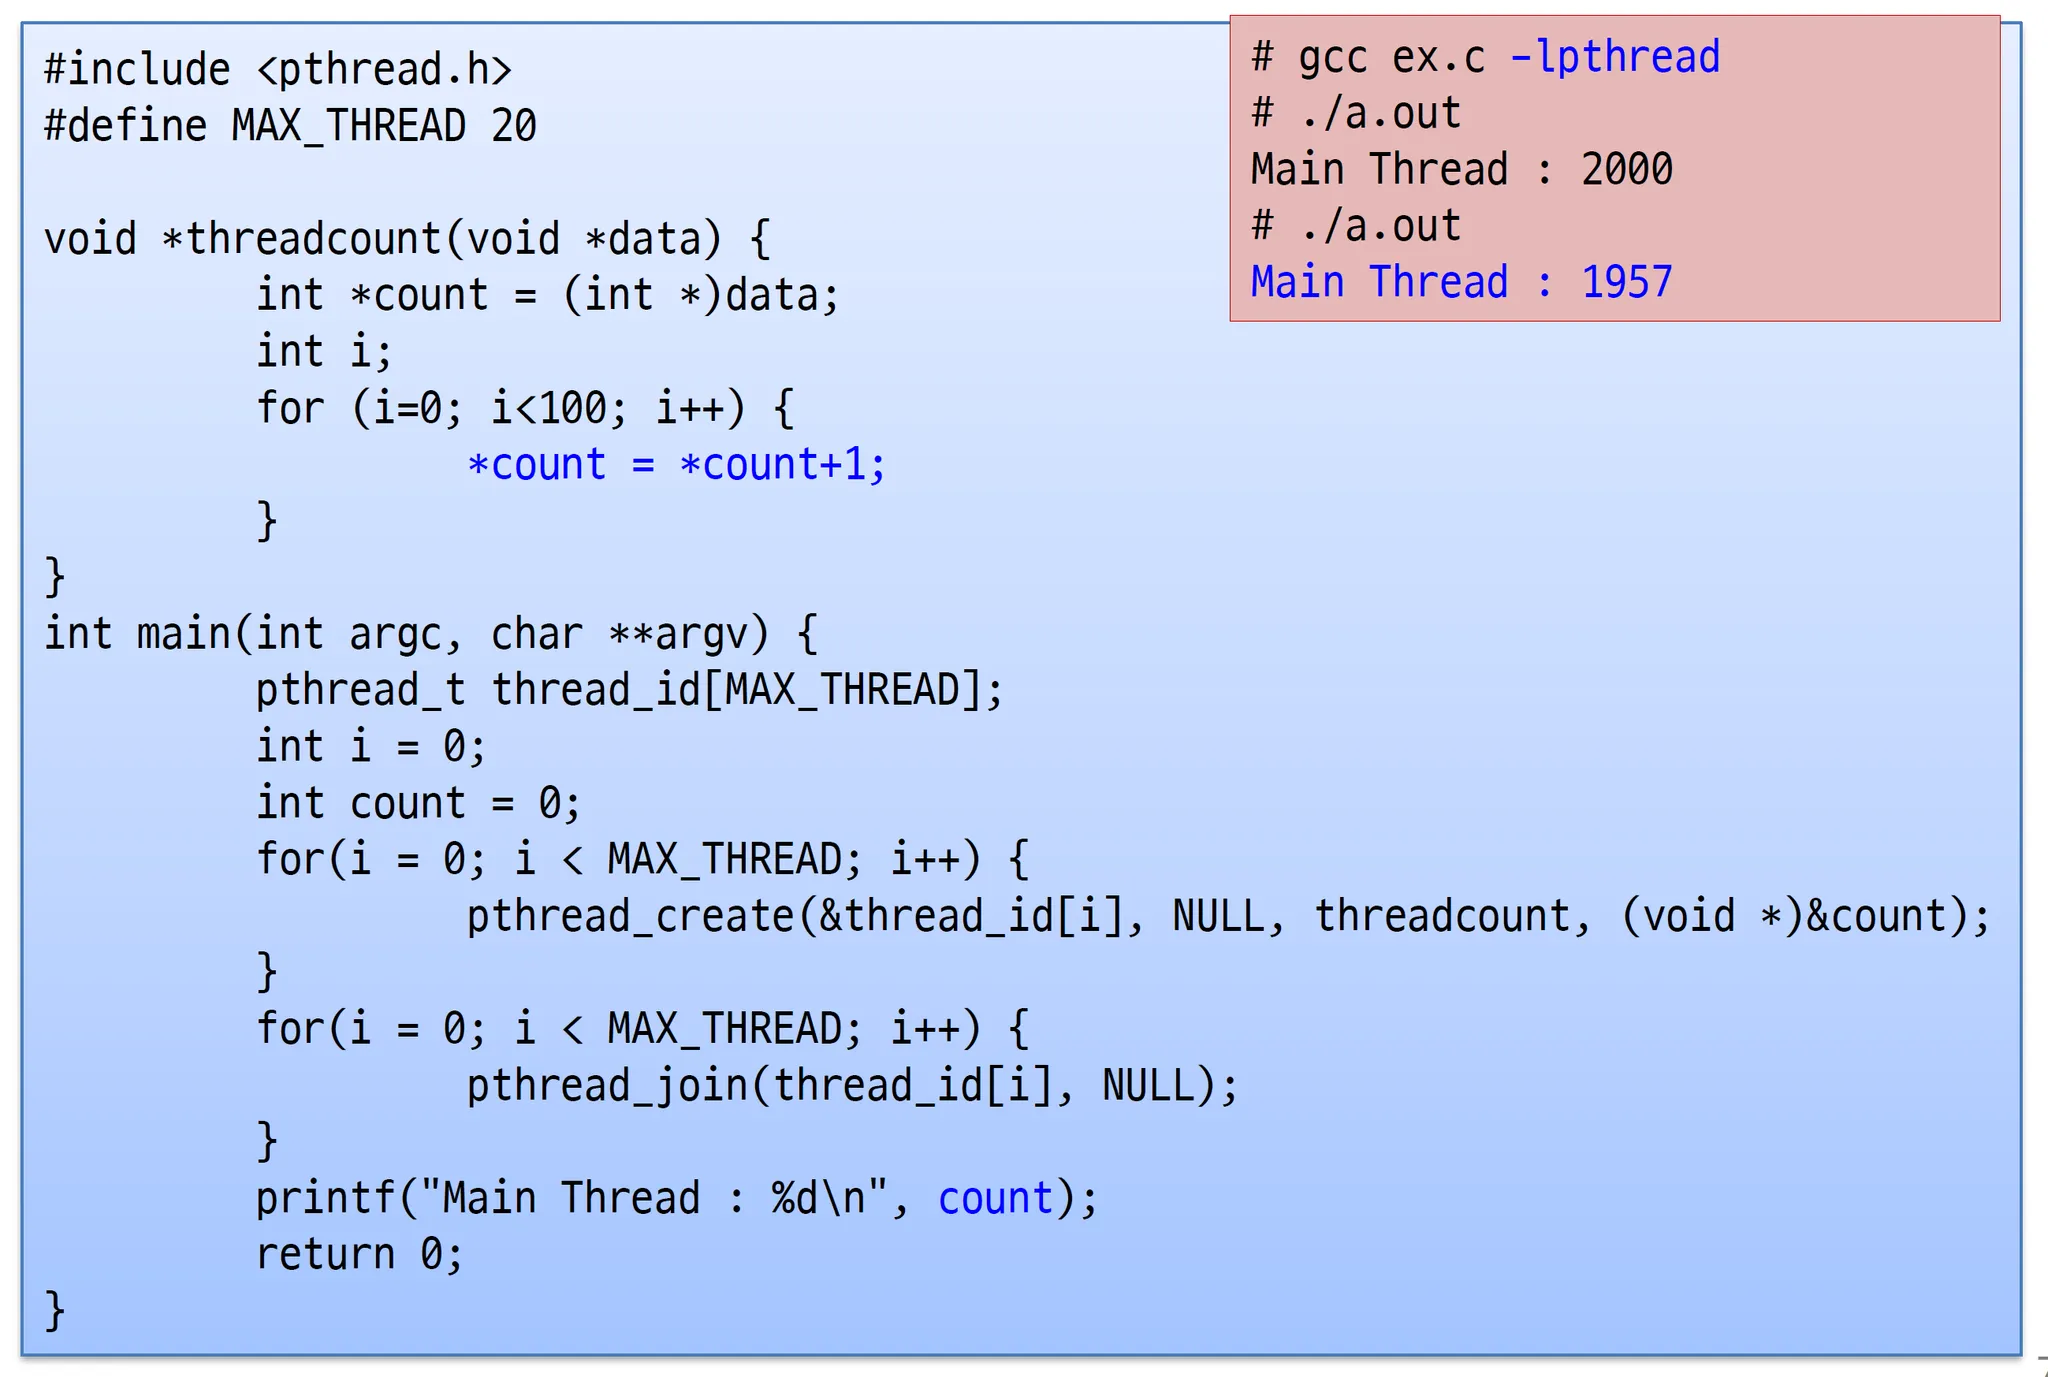 #include <pthread.h>
#define MAX_THREAD 20
void *threadcount(void *data) {
int *count = (int *)data;
int i;
for (i=0; i<100; i++) {
*count = *count+1;
}
}
int main(int argc, char **argv) {
pthread_t thread_id[MAX_THREAD];
int i = 0;
int count = 0;
for(i = 0; i < MAX_THREAD; i++) {
pthread_create(&thread_id[i], NULL, threadcount, (void *)&count);
}
for(i = 0; i < MAX_THREAD; i++) {
pthread_join(thread_id[i], NULL);
}
printf("Main Thread : %d\n", count);
return 0;
}
# gcc ex.c -lpthread
# ./a.out
Main Thread : 2000
# ./a.out
Main Thread : 1957